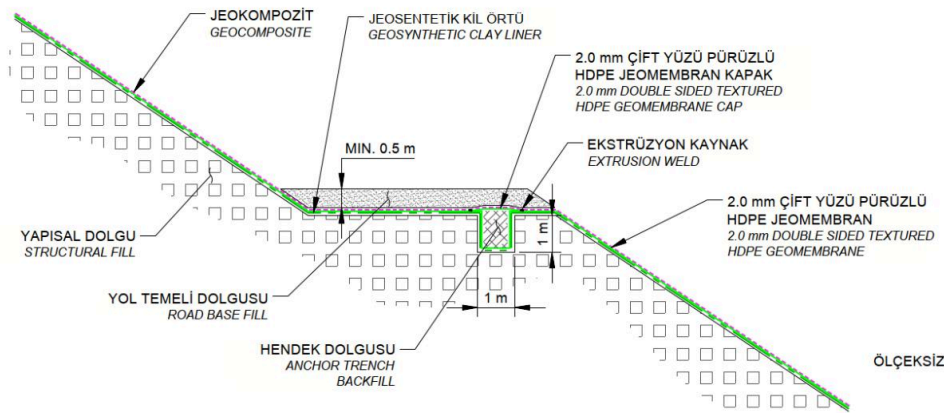 JEOKOMPOZİT
GEOCOMPOSITE
JEOSENTETİK KİL ÖRTÜ
GEOSYNTHETIC CLAY LINER
2.0 mm ÇİFT YÜZÜ PÜRÜZLÜ
HDPE JEOMEMBRAN KAPAK
2.0 mm DOUBLE SIDED TEXTURED
HDPE GEOMEMBRANE CAP
MIN. 0.5 m
EKSTRÜZYON KAYNAK
EXTRUSION WELD
2.0 mm ÇİFT YÜZÜ PÜRÜZLÜ
HDPE JEOMEMBRAN
2.0 mm DOUBLE SIDED TEXTURED
HDPE GEOMEMBRANE
1 m
YAPISAL DOLGU
STRUCTURAL FILL
YOL TEMELİ DOLGUSU
ROAD BASE FILL
1 m
HENDEK DOLGUSU
ANCHOR TRENCH
BACKFILL
ÖLÇEKSİZ